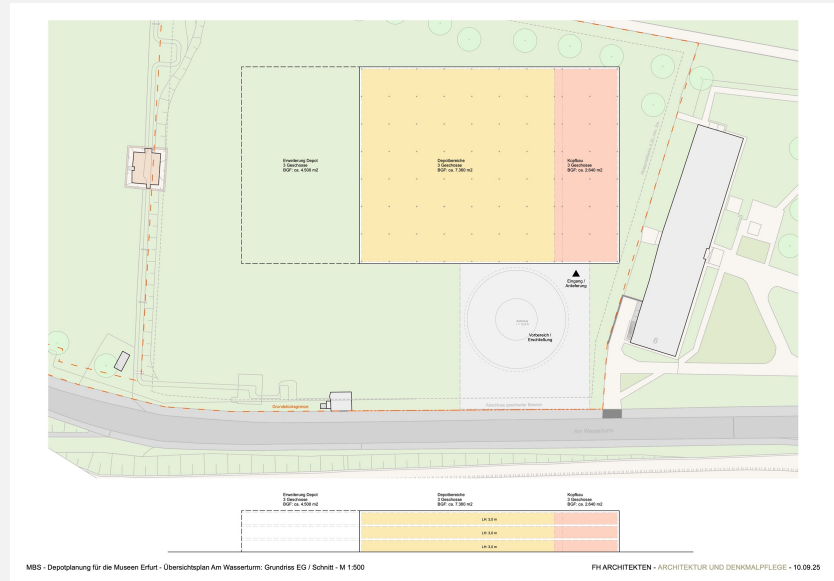 Erweiterung Depot
3 Geschosse
BGF: ca. 4.500 m2
Depotbereiche
3 Geschosse
BGF: ca. 7.360 m2
Kopfbau
3 Geschosse
BGF: ca. 2.640 m2
Eingang /
Anlieferung
Vorbereich /
Erschließung
6
Grundstücksgrenze
Am Wasserturm
Erweiterung Depot
3 Geschosse
BGF: ca. 4.500 m2
Depotbereiche
3 Geschosse
BGF: ca. 7.360 m2
Kopfbau
3 Geschosse
BGF: ca. 2.640 m2
LH: 3,0 m
LH: 3,0 m
LH: 3,0 m
MBS - Depotplanung für die Museen Erfurt - Übersichtsplan Am Wasserturm: Grundriss EG / Schnitt - M 1:500
FH ARCHITEKTEN - ARCHITEKTUR UND DENKMALPFLEGE - 10.09.25